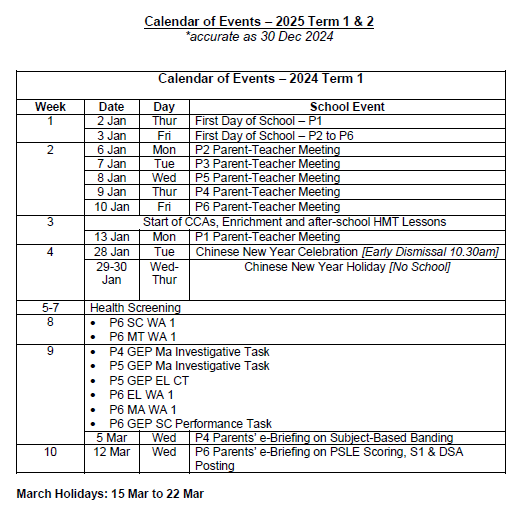 Calendar of Events – 2025 Term 1 & 2
*accurate as 30 Dec 2024
Calendar of Events – 2024 Term 1
Week Date Day School Event
1 2 Jan Thur First Day of School – P1
3 Jan Fri First Day of School – P2 to P6
2 6 Jan Mon P2 Parent-Teacher Meeting
7 Jan Tue P3 Parent-Teacher Meeting
8 Jan Wed P5 Parent-Teacher Meeting
9 Jan Thur P4 Parent-Teacher Meeting
10 Jan Fri P6 Parent-Teacher Meeting
3 Start of CCAs, Enrichment and after-school HMT Lessons
13 Jan Mon P1 Parent-Teacher Meeting
4 28 Jan Tue Chinese New Year Celebration [Early Dismissal 10.30am]
29-30 Wed- Chinese New Year Holiday [No School]
Jan Thur
5-7 Health Screening
8 • P6 SC WA 1
• P6 MT WA 1
9 • P4 GEP Ma Investigative Task
• P5 GEP Ma Investigative Task
• P5 GEP EL CT
• P6 EL WA 1
• P6 MA WA 1
• P6 GEP SC Performance Task
5 Mar Wed P4 Parents' e-Briefing on Subject-Based Banding
10 12 Mar Wed P6 Parents' e-Briefing on PSLE Scoring, S1 & DSA
Posting
March Holidays: 15 Mar to 22 Mar